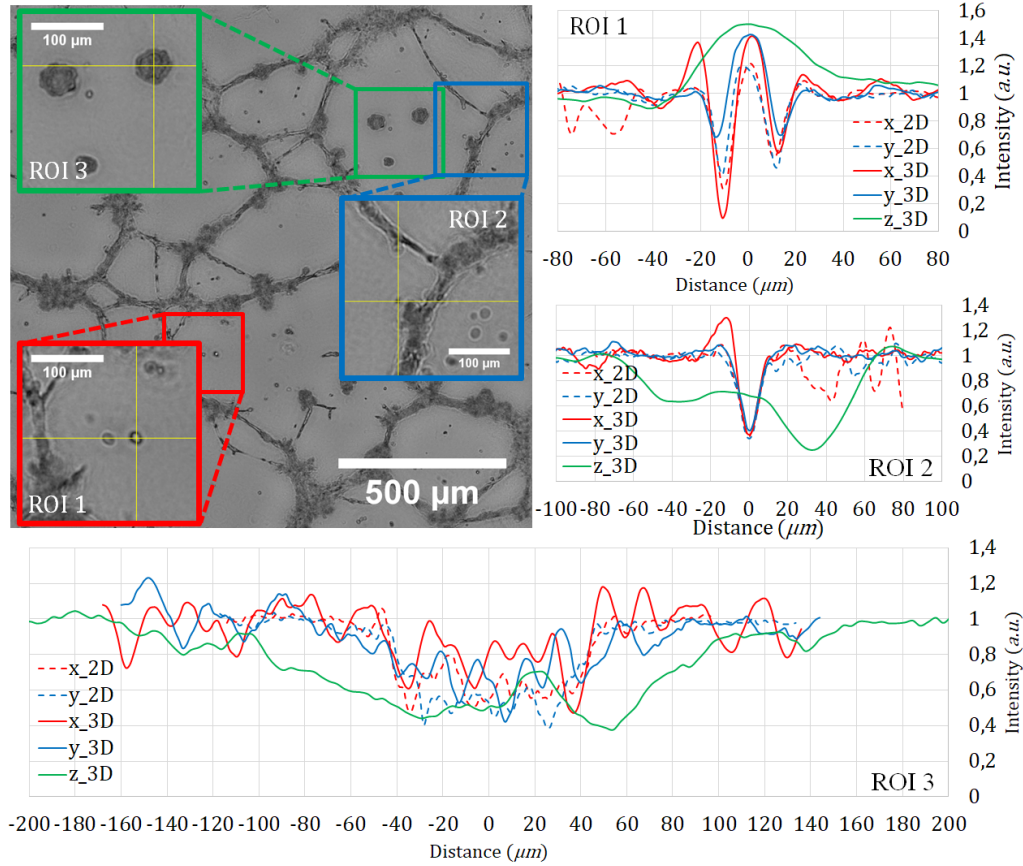 100 µm
ROI 3
ROI 2
100 µm
100 µm
ROI 1
500 µm
ROI 1
1,6
1,4
1,2
1
0,8
0,6
0,4
0,2
0
Intensity (a.u.)
x_2D
y_2D
x_3D
y_3D
z_3D
-80 -60 -40 -20 0 20 40 60 80
Distance (µm)
1,4
1,2
1
0,8
0,6
0,4
0,2
0
Intensity (a.u.)
x_2D
y_2D
x_3D
y_3D
z_3D
ROI 2
-100 -80 -60 -40 -20 0 20 40 60 80 100
Distance (µm)
1,4
1,2
1
0,8
0,6
0,4
0,2
0
Intensity (a.u.)
x_2D
y_2D
x_3D
y_3D
z_3D
ROI 3
-200 -180 -160 -140 -120 -100 -80 -60 -40 -20 0 20 40 60 80 100 120 140 160 180 200
Distance (µm)